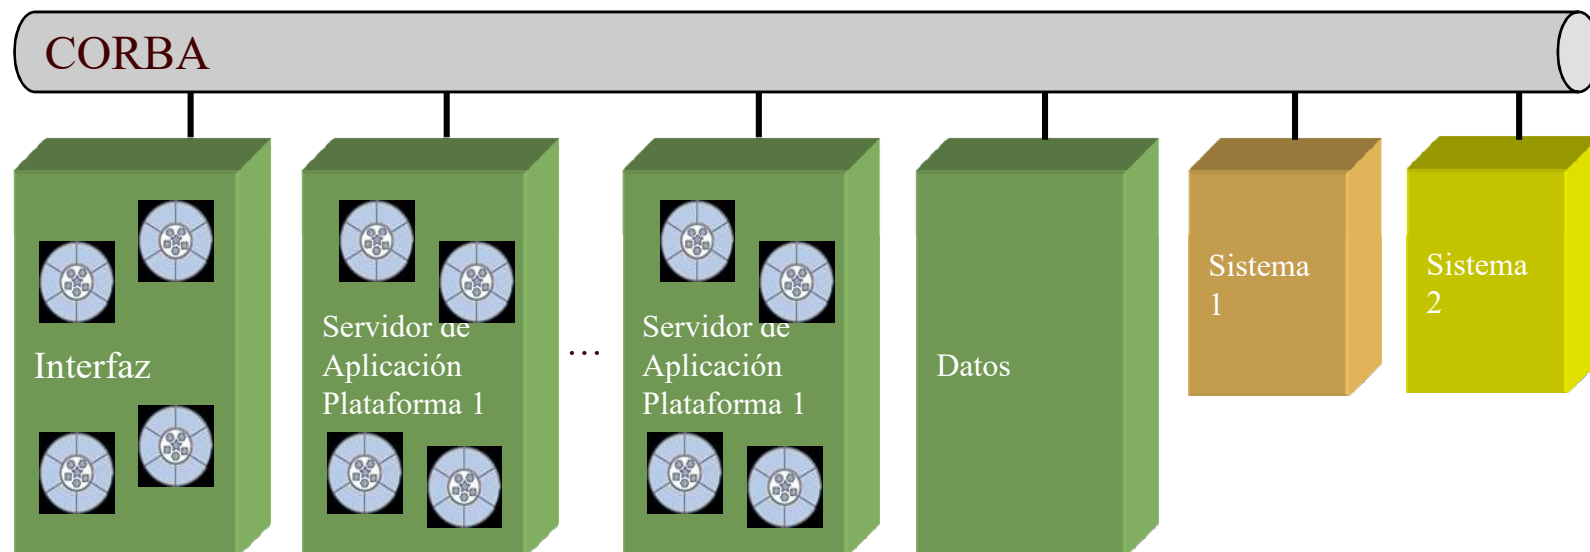 CORBA
Interfaz
Servidor de
Aplicación
Plataforma 1
…
Servidor de
Aplicación
Plataforma 1
Datos
Sistema
1
Sistema
2